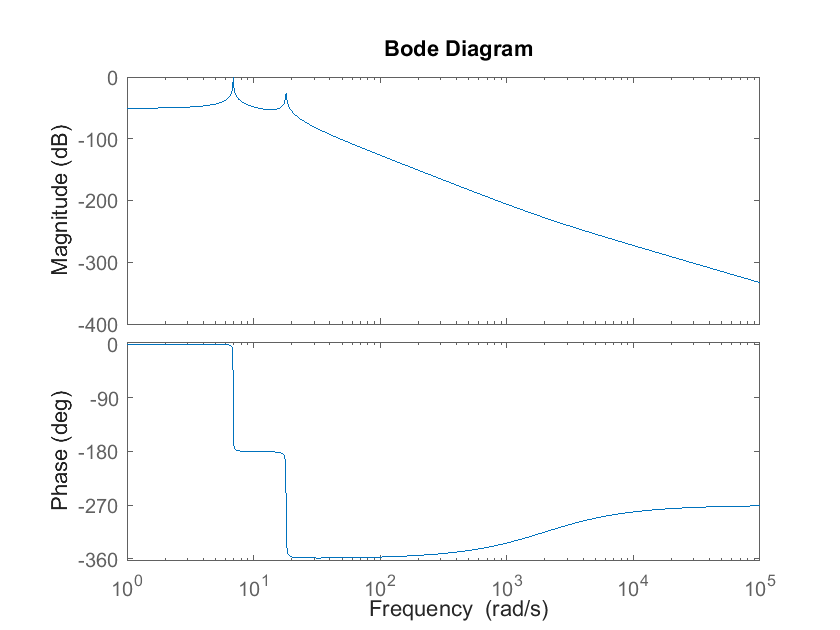 Bode Diagram
Magnitude (dB)
0
-100
-200
-300
-400
Phase (deg)
0
-90
-180
-270
-360
10^0 10^1 10^2 10^3 10^4 10^5
Frequency (rad/s)